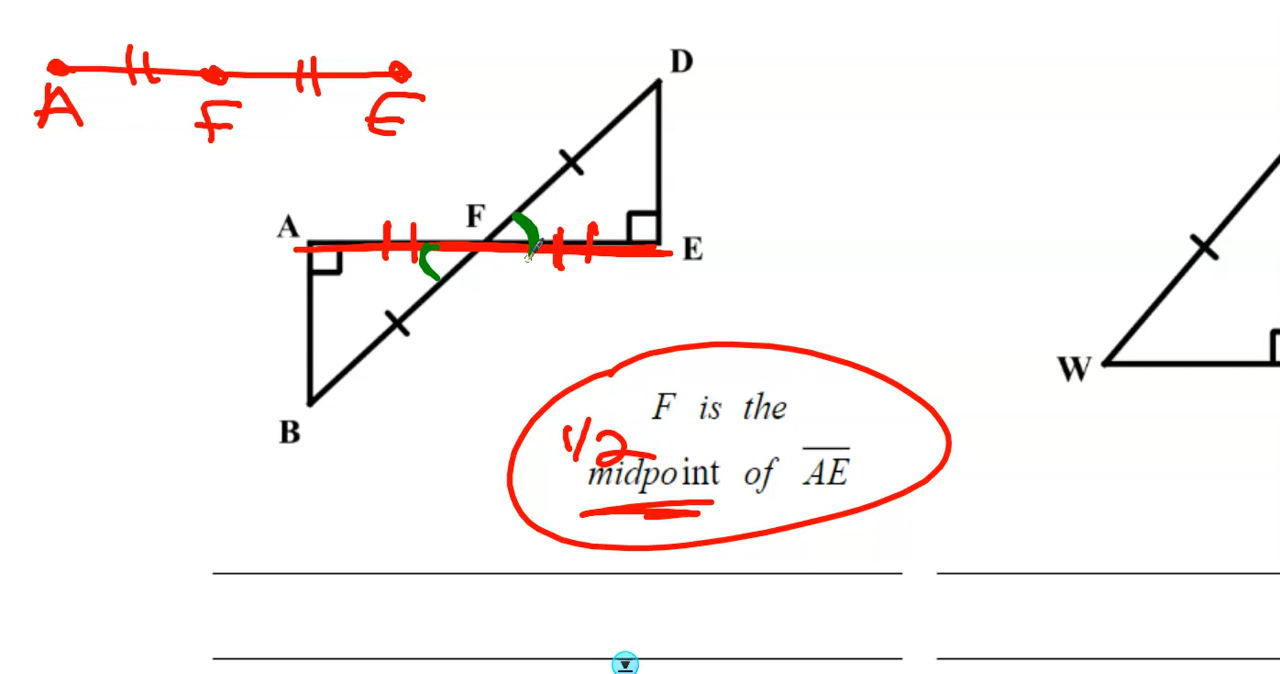 A F E
D
A F
E
B
W
F is the
1/2
midpoint of AE